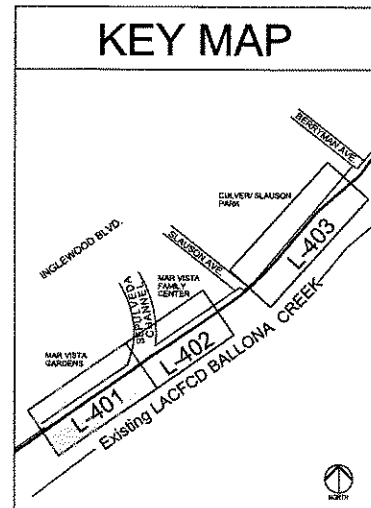 KEY MAP
BERRYMAN AVE.
CULVER/ SLAUSON
PARK
SLAUSON AVE.
INGLEWOOD BLVD.
L-403
MAR VISTA
FAMILY
CENTER
SEPULVEDA
CHANNEL
L-402
MAR VISTA
GARDENS
L-401
Existing LACFCD BALLONA CREEK
NORTH